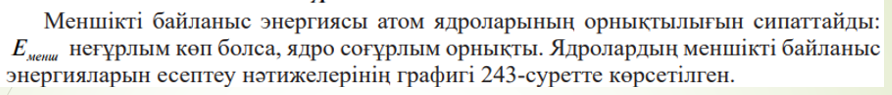 Меншікті байланыс энергиясы атом ядроларының орнықтылығын сипаттайды:
E менш неғұрлым көп болса, ядро соғұрлым орнықты. Ядролардың меншікті байланыс
энергияларын есептеу нәтижелерінің графигі 243-суретте көрсетілген.